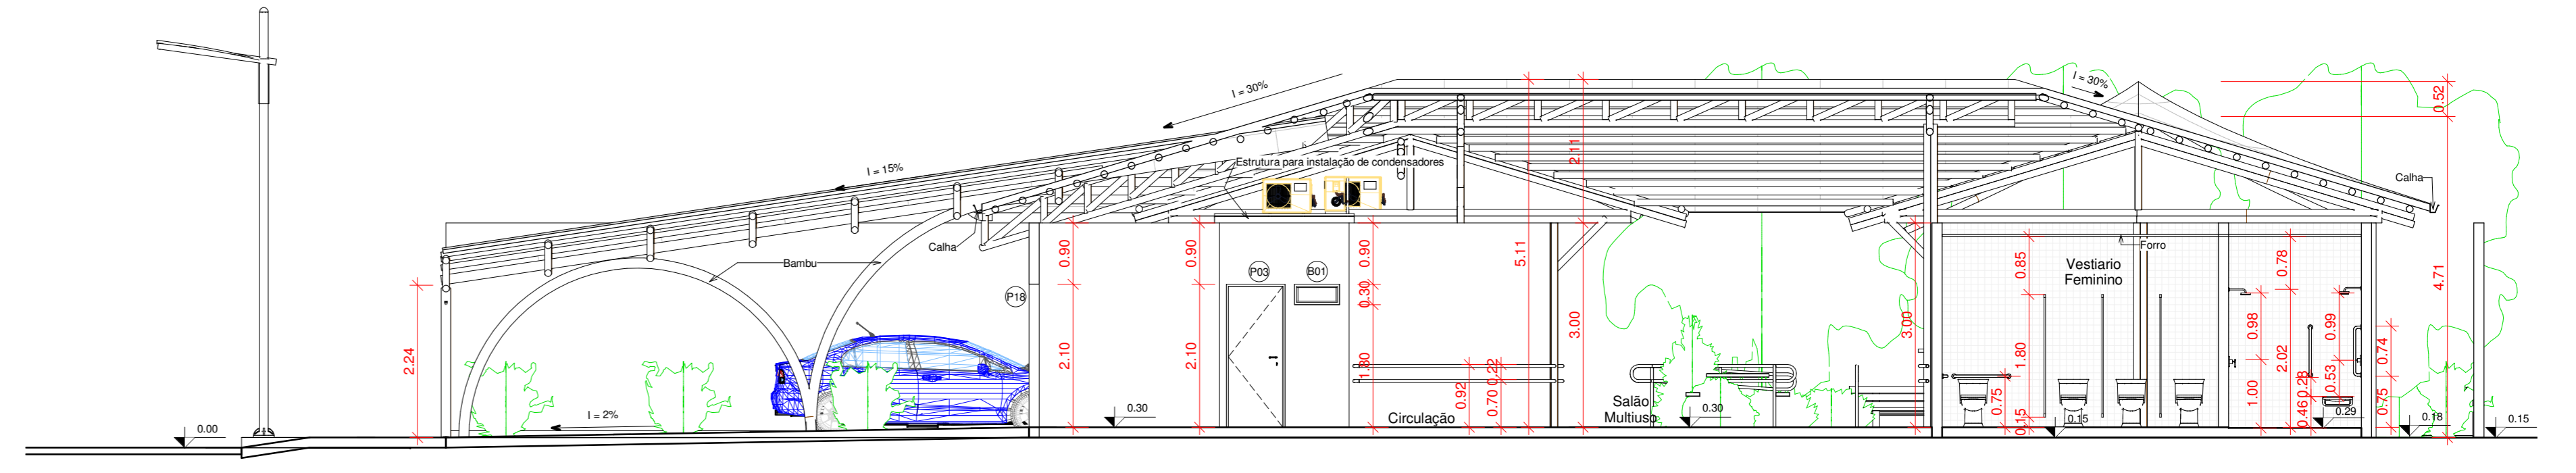 I = 30%
I = 30%
0.52
2.11
Estrutura para instalação de condensadores
I = 15%
Calha
Calha
Bambu
Forro
0.90
0.90
0.90
5.11
0.85
Vestiario
Feminino
0.78
4.71
P03
B01
P18
0.30
2.24
2.10
2.10
1.80
3.00
3.00
1.80
0.98
0.99
2.02
0.74
0.92
0.70
0.22
0.75
0.15
1.00
0.46
0.28
0.53
0.75
I = 2%
0.00
0.30
Circulação
Salão
Multiuso
0.30
0.15
0.29
0.18
0.15